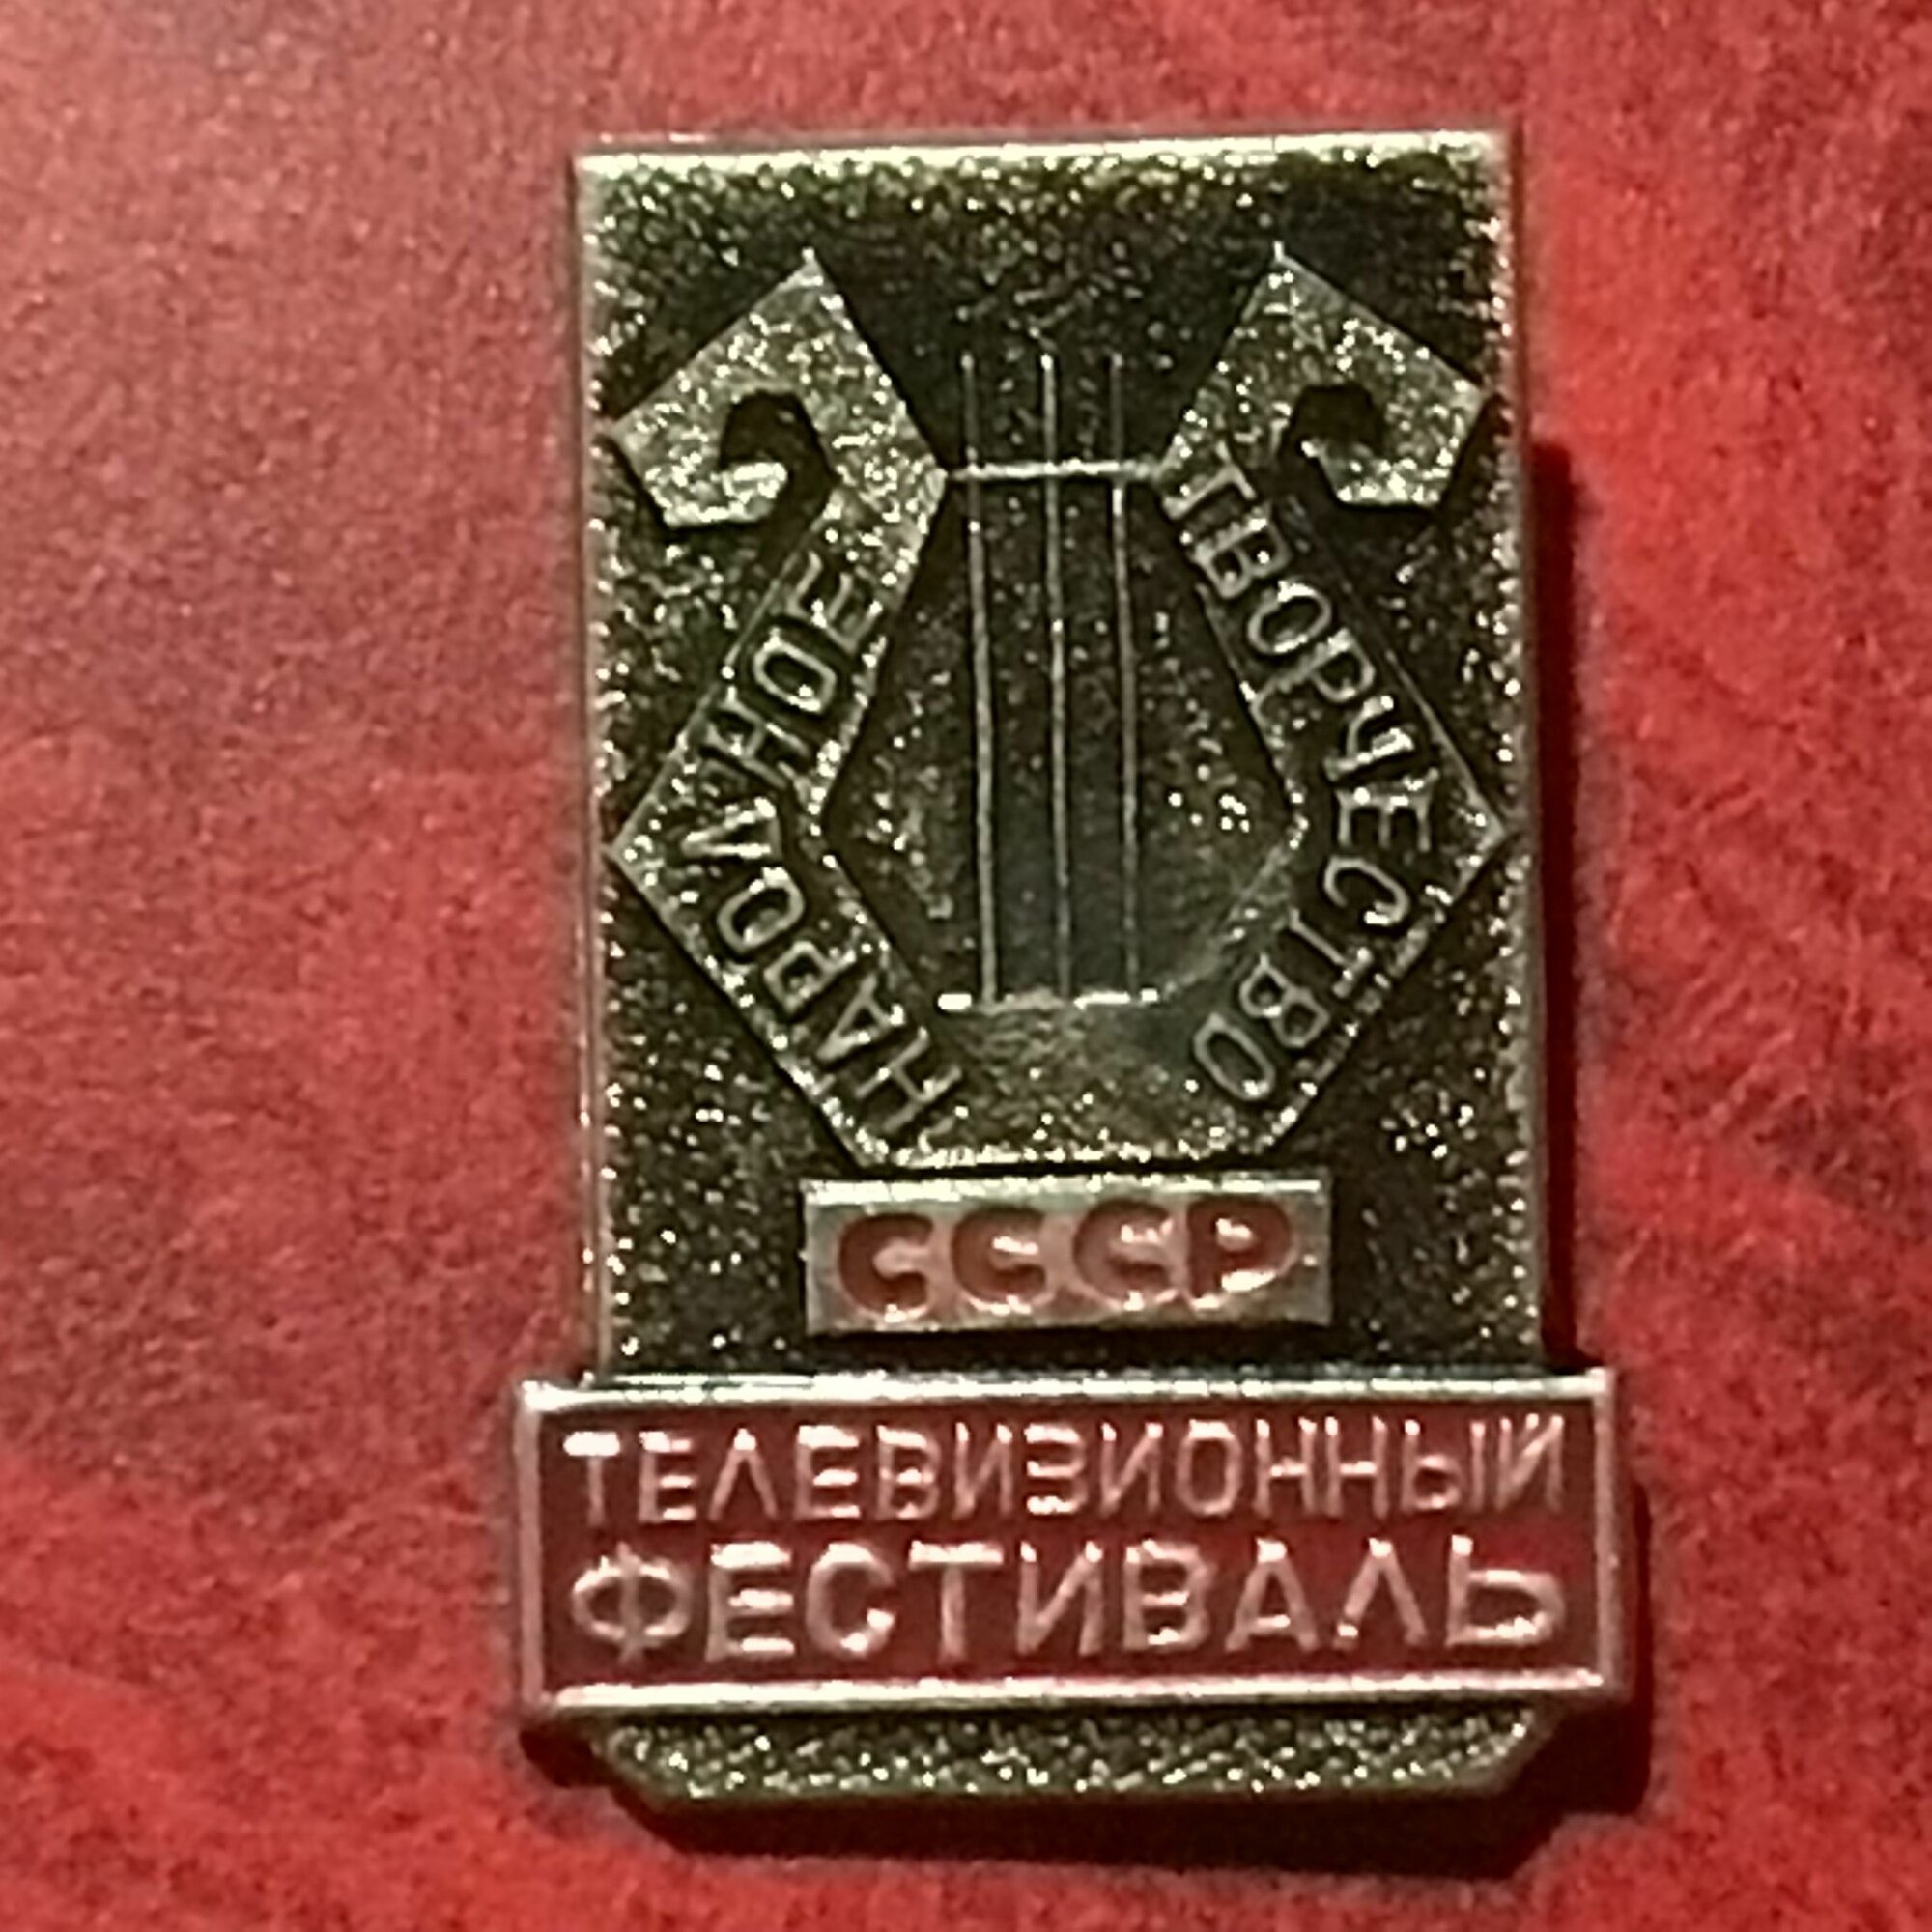 НАРОДНОЕ
ТВОРЧЕСТВО
СССР
ТЕЛЕВИЗИОННЫЙ
ФЕСТИВАЛЬ